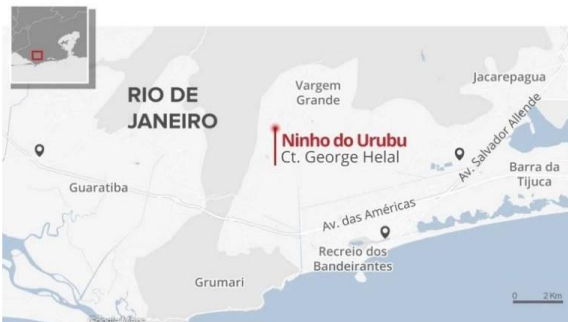 RIO DE
JANEIRO
Vargem
Grande
Jacarepagua
Ninho do Urubu
Ct. George Helal
Av. Salvador Allende
Barra da
Tijuca
Guaratiba
Av. das Américas
Recreio dos
Bandeirantes
Grumari
0 2 Km